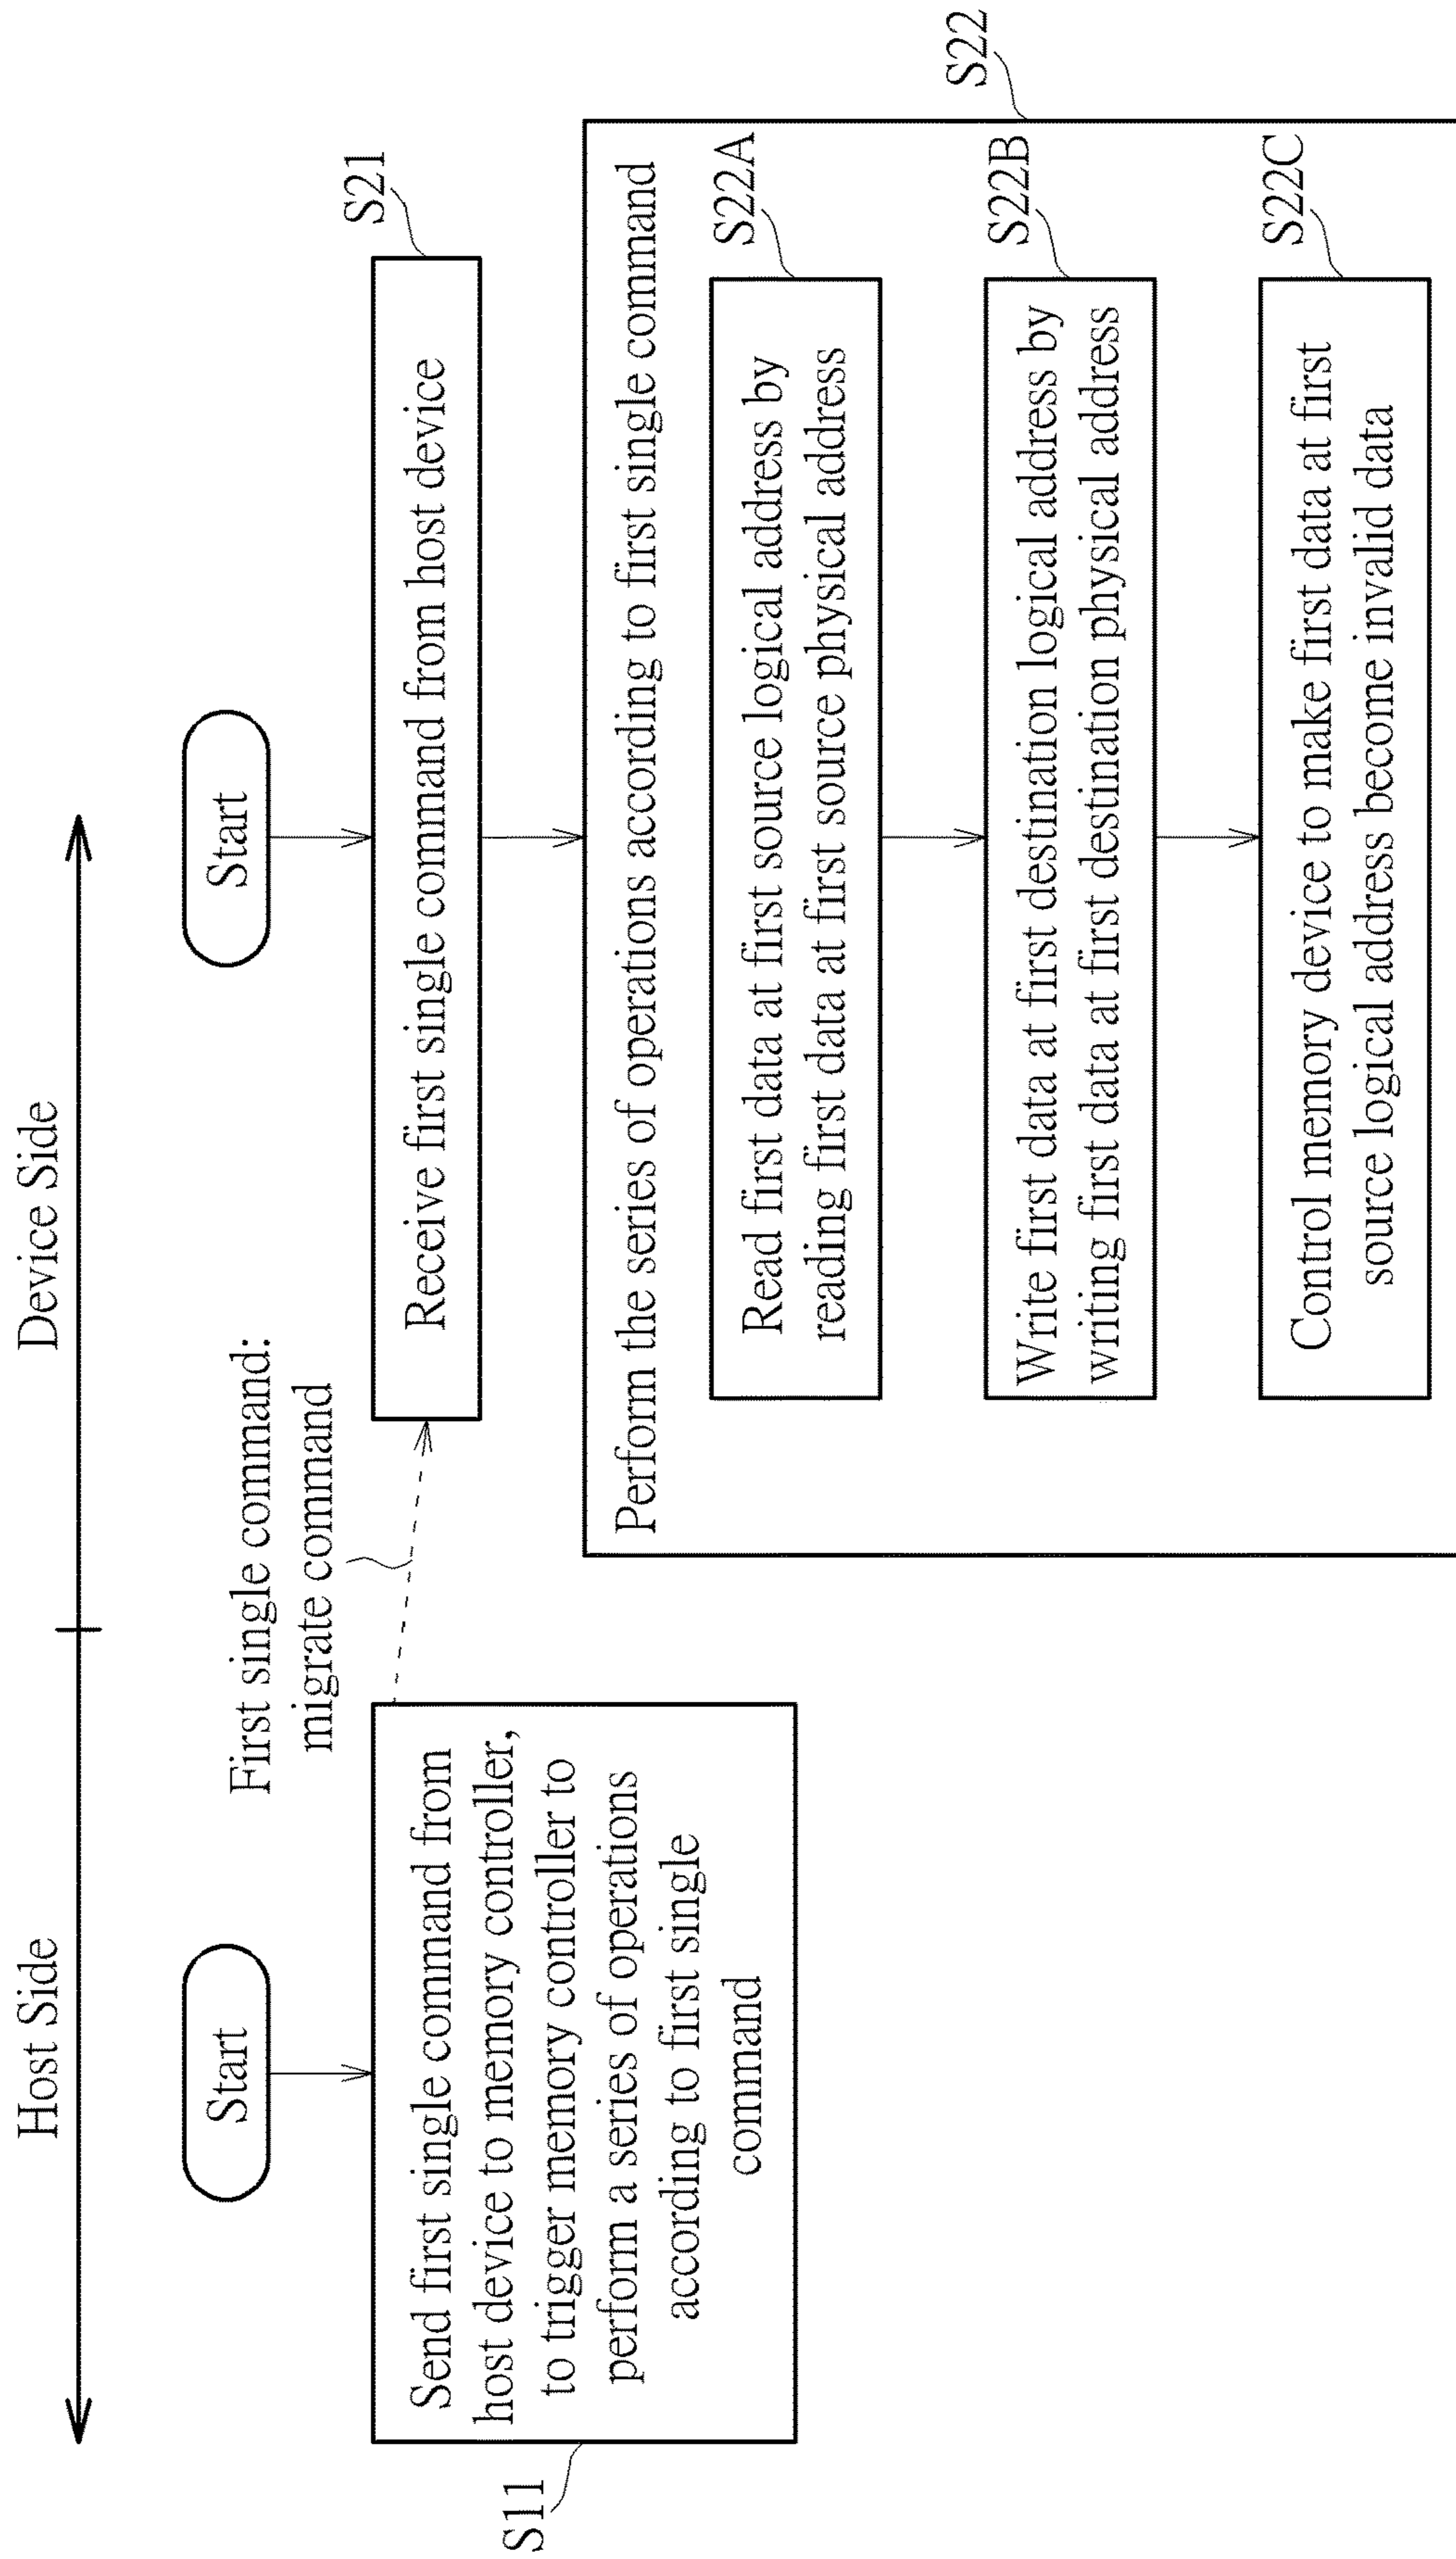 Host Side
Device Side
Start
S11
Send first single command from
host device to memory controller,
to trigger memory controller to
perform a series of operations
according to first single
command
First single command:
migrate command
Start
Receive first single command from host device
S21
Perform the series of operations according to first single command
S22
Read first data at first source logical address by
reading first data at first source physical address
S22A
Write first data at first destination logical address by
writing first data at first destination physical address
S22B
Control memory device to make first data at first
source logical address become invalid data
S22C